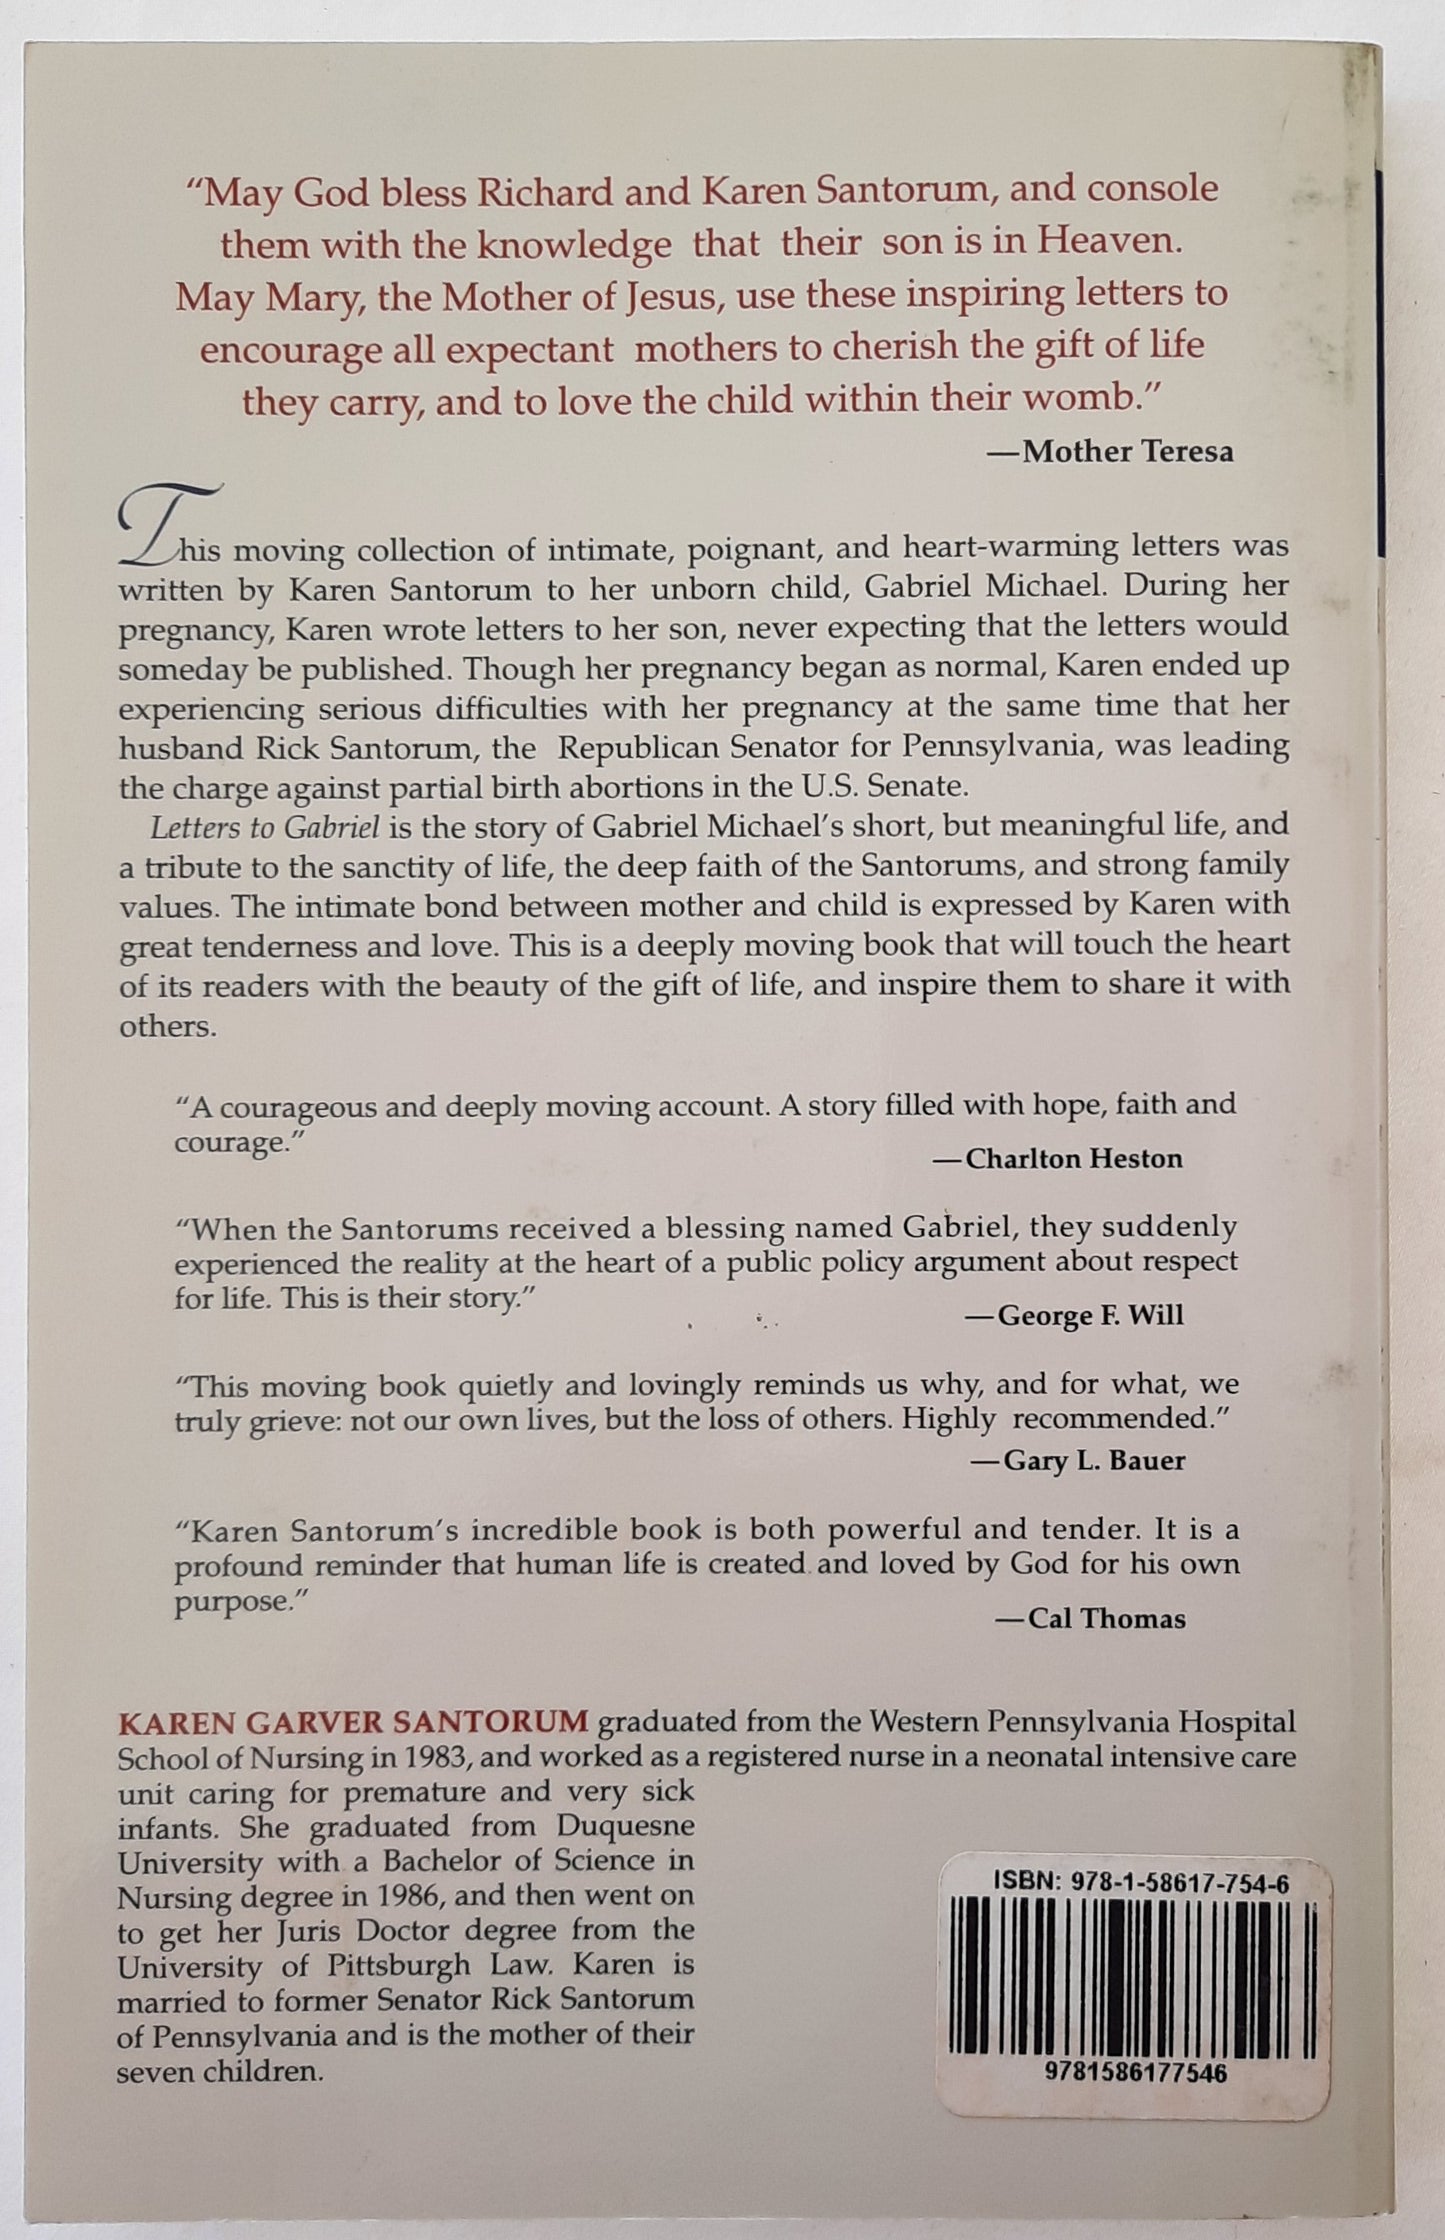 “May God bless Richard and Karen Santorum, and console
them with the knowledge that their son is in Heaven.
May Mary, the Mother of Jesus, use these inspiring letters to
encourage all expectant mothers to cherish the gift of life
they carry, and to love the child within their womb.”
—Mother Teresa
This moving collection of intimate, poignant, and heart-warming letters was
written by Karen Santorum to her unborn child, Gabriel Michael. During her
pregnancy, Karen wrote letters to her son, never expecting that the letters would
someday be published. Though her pregnancy began as normal, Karen ended up
experiencing serious difficulties with her pregnancy at the same time that her
husband Rick Santorum, the Republican Senator for Pennsylvania, was leading
the charge against partial birth abortions in the U.S. Senate.
Letters to Gabriel is the story of Gabriel Michael’s short, but meaningful life, and
a tribute to the sanctity of life, the deep faith of the Santorums, and strong family
values. The intimate bond between mother and child is expressed by Karen with
great tenderness and love. This is a deeply moving book that will touch the heart
of its readers with the beauty of the gift of life, and inspire them to share it with
others.
“A courageous and deeply moving account. A story filled with hope, faith and
courage.”
—Charlton Heston
“When the Santorums received a blessing named Gabriel, they suddenly
experienced the reality at the heart of a public policy argument about respect
for life. This is their story.”
—George F. Will
“This moving book quietly and lovingly reminds us why, and for what, we
truly grieve: not our own lives, but the loss of others. Highly recommended.”
—Gary L. Bauer
“Karen Santorum’s incredible book is both powerful and tender. It is a
profound reminder that human life is created and loved by God for his own
purpose.”
—Cal Thomas
KAREN GARVER SANTORUM graduated from the Western Pennsylvania Hospital
School of Nursing in 1983, and worked as a registered nurse in a neonatal intensive care
unit caring for premature and very sick
infants. She graduated from Duquesne
University with a Bachelor of Science in
Nursing degree in 1986, and then went on
to get her Juris Doctor degree from the
University of Pittsburgh Law. Karen is
married to former Senator Rick Santorum
of Pennsylvania and is the mother of their
seven children.
ISBN: 978-1-58617-754-6
9781586177546